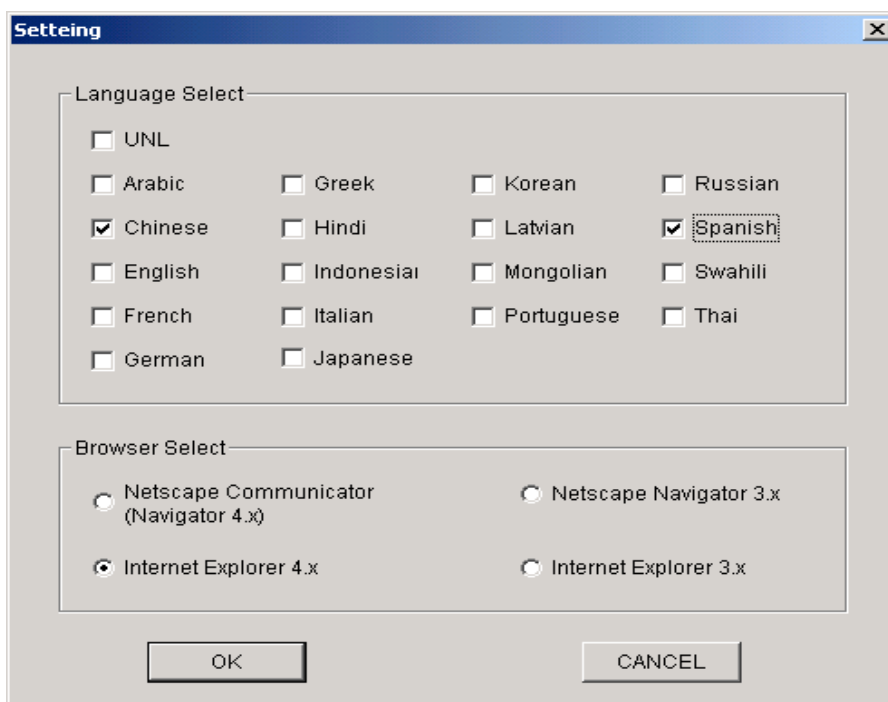 Setteing
Language Select
UNL
Arabic Greek Korean Russian
Chinese Hindi Latvian Spanish
English Indonesiar Mongolian Swahili
French Italian Portuguese Thai
German Japanese
Browser Select
Netscape Communicator
(Navigator 4.x)
Netscape Navigator 3.x
Internet Explorer 4.x Internet Explorer 3.x
OK CANCEL